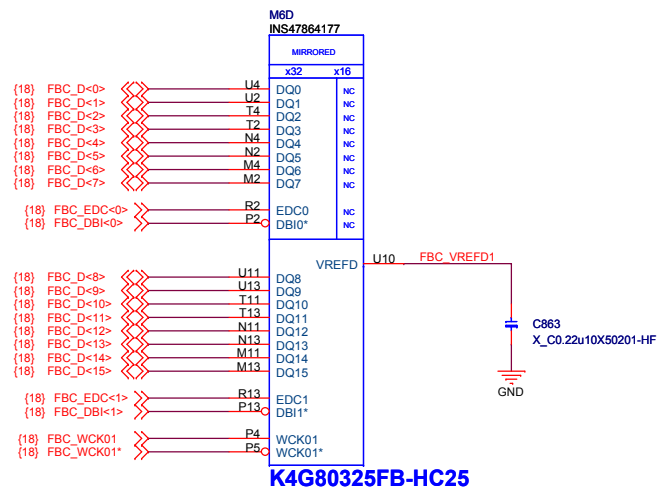 M6D
INS47864177
MIRRORED
x32 x16
{18} FBC_D<0> U4 DQ0 NC
{18} FBC_D<1> U2 DQ1 NC
{18} FBC_D<2> T4 DQ2 NC
{18} FBC_D<3> T2 DQ3 NC
{18} FBC_D<4> N4 DQ4 NC
{18} FBC_D<5> N2 DQ5 NC
{18} FBC_D<6> M4 DQ6 NC
{18} FBC_D<7> M2 DQ7 NC
{18} FBC_EDC<0> R2 EDC0 NC
{18} FBC_DBI<0> P2 DBI0* NC
VREFD U10 FBC_VREFD1
{18} FBC_D<8> U11 DQ8
{18} FBC_D<9> U13 DQ9
{18} FBC_D<10> T11 DQ10
{18} FBC_D<11> T13 DQ11
{18} FBC_D<12> N11 DQ12
{18} FBC_D<13> N13 DQ13
{18} FBC_D<14> M11 DQ14
{18} FBC_D<15> M13 DQ15
C863
X_C0.22u10X50201-HF
GND
{18} FBC_EDC<1> R13 EDC1
{18} FBC_DBI<1> P13 DBI1*
{18} FBC_WCK01 P4 WCK01
{18} FBC_WCK01* P5 WCK01*
K4G80325FB-HC25